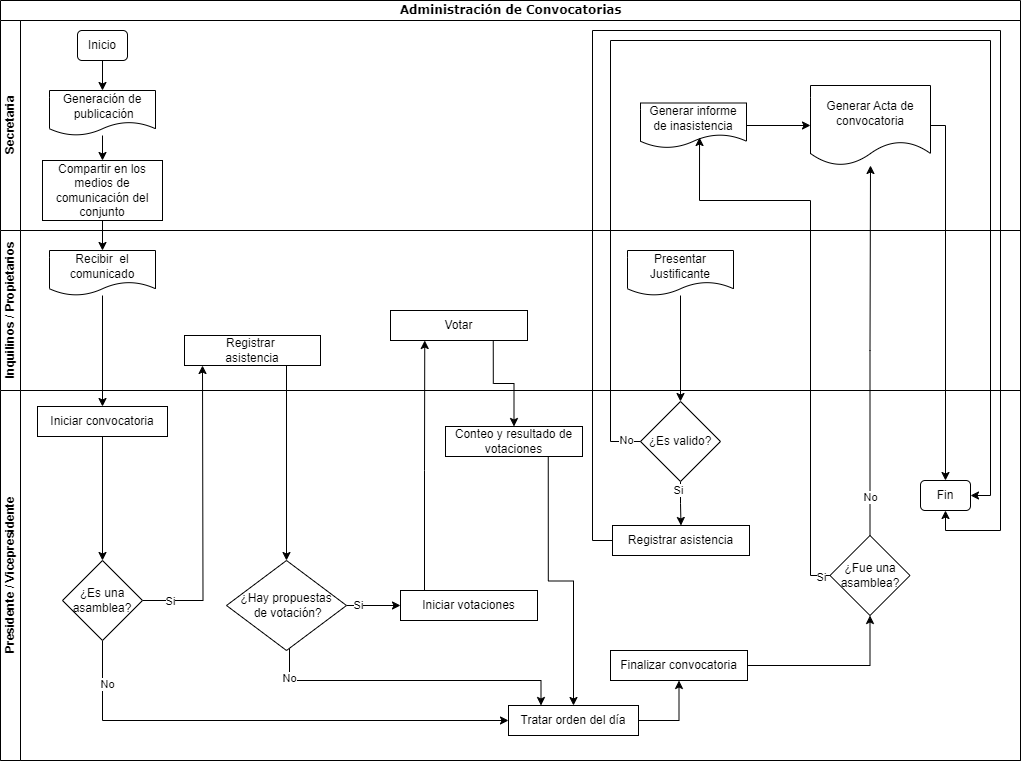 Administración de Convocatorias
Secretaria
Inicio
Generación de
publicación
Compartir en los
medios de
comunicación del
conjunto
Generar informe
de inasistencia
Generar Acta de
convocatoria
Inquilinos / Propietarios
Recibir el
comunicado
Registrar
asistencia
Votar
Presentar
Justificante
Presidente / Vicepresidente
Iniciar convocatoria
Conteo y resultado de
votaciones
No
¿Es valido?
Si
Registrar asistencia
Fin
No
¿Es una
asamblea?
Si
No
¿Hay propuestas
de votación?
Si
No
Iniciar votaciones
¿Fue una
asamblea?
Si
Finalizar convocatoria
Tratar orden del día